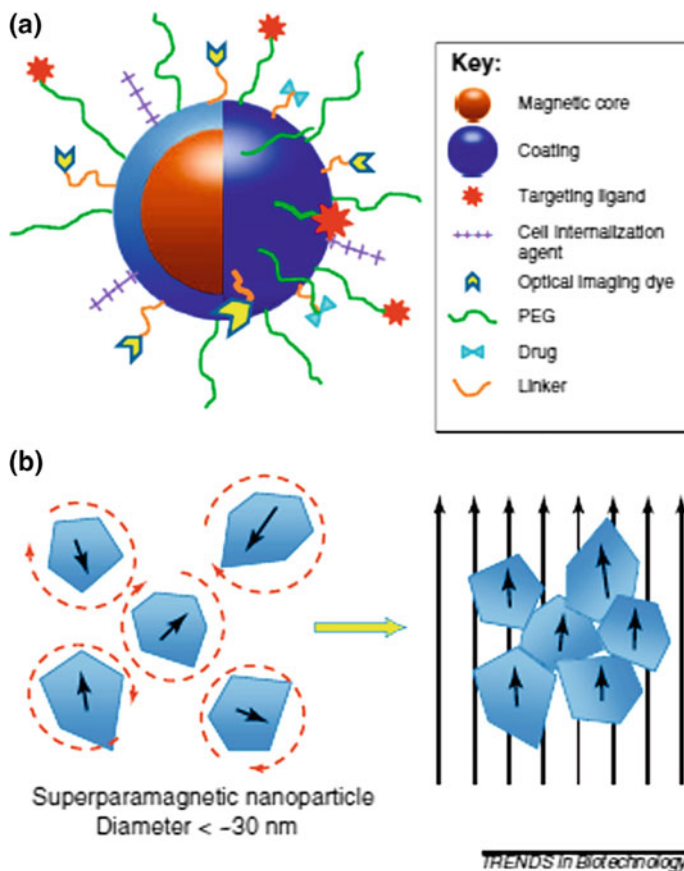 (a)
Key:
Magnetic core
Coating
Targeting ligand
Cell internalization
agent
Optical imaging dye
PEG
Drug
Linker
(b)
Superparamagnetic nanoparticle
Diameter < ~30 nm
TRENDS in Biotechnology